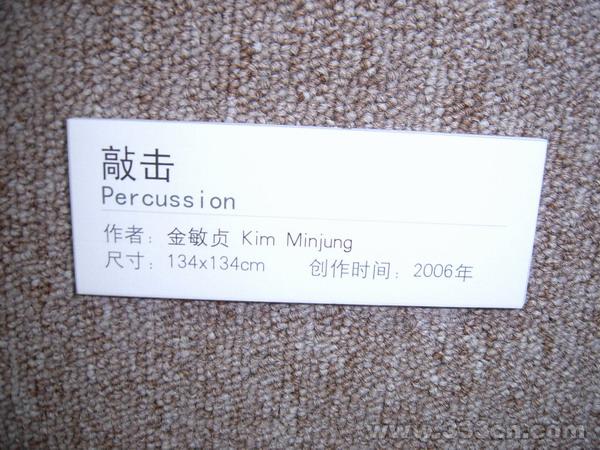 敲击
Percussion
作者：金敏贞 Kim Minjung
尺寸：134x134cm 创作时间：2006年